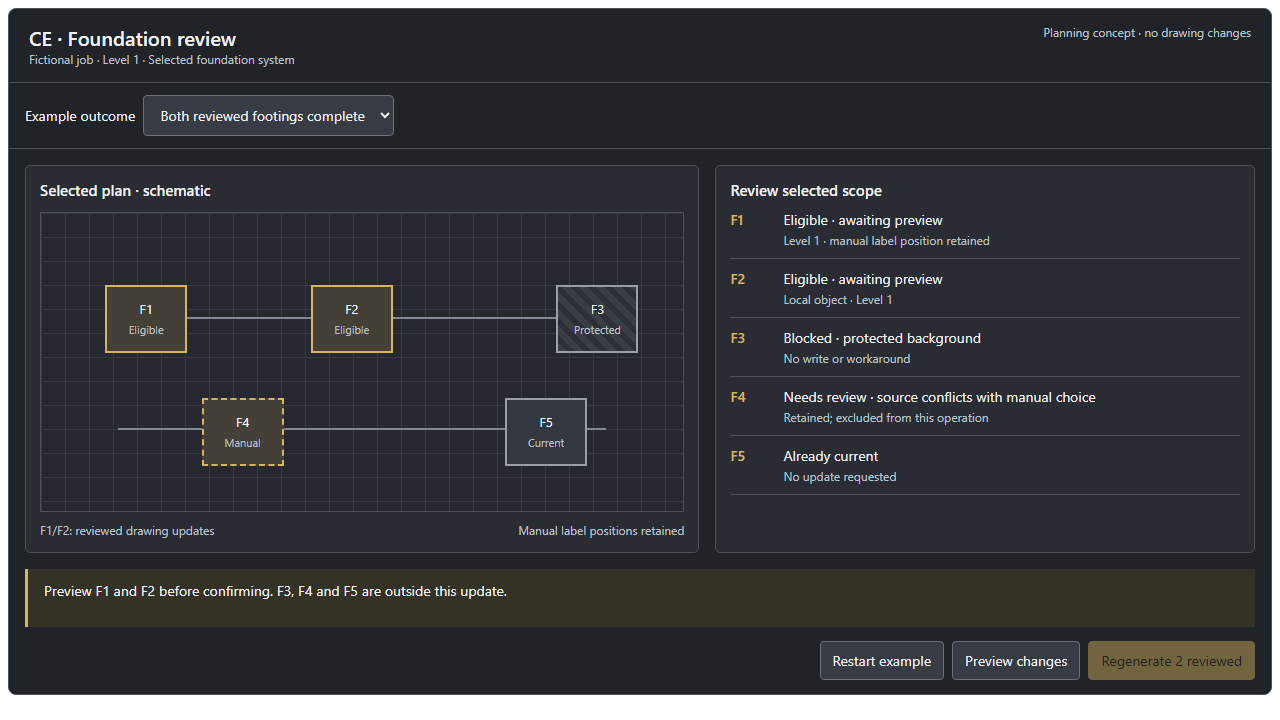 CE · Foundation review
Fictional job · Level 1 · Selected foundation system
Planning concept · no drawing changes
Example outcome
Both reviewed footings complete
Selected plan · schematic
F1
Eligible
F2
Eligible
F3
Protected
F4
Manual
F5
Current
F1/F2: reviewed drawing updates
Manual label positions retained
Review selected scope
F1
Eligible · awaiting preview
Level 1 · manual label position retained
F2
Eligible · awaiting preview
Local object · Level 1
F3
Blocked · protected background
No write or workaround
F4
Needs review · source conflicts with manual choice
Retained; excluded from this operation
F5
Already current
No update requested
Preview F1 and F2 before confirming. F3, F4 and F5 are outside this update.
Restart example
Preview changes
Regenerate 2 reviewed